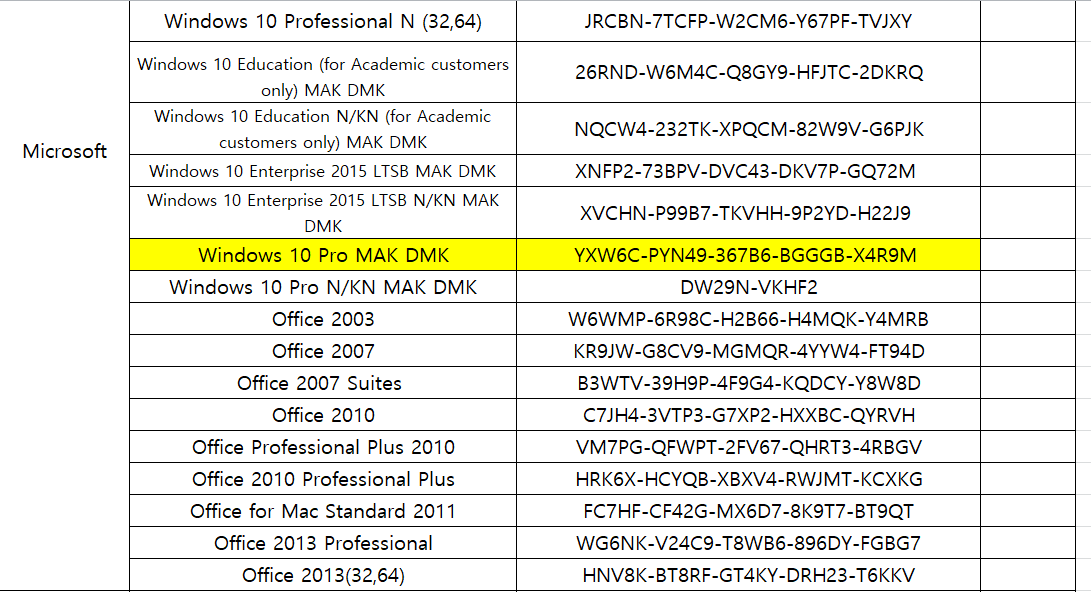 Microsoft
Windows 10 Professional N (32,64) JRCBN-7TCFP-W2CM6-Y67PF-TVJXY
Windows 10 Education (for Academic customers
only) MAK DMK 26RND-W6M4C-Q8GY9-HFJTC-2DKRQ
Windows 10 Education N/KN (for Academic
customers only) MAK DMK NQCW4-232TK-XPQCM-82W9V-G6PJK
Windows 10 Enterprise 2015 LTSB MAK DMK XNFP2-73BPV-DVC43-DKV7P-GQ72M
Windows 10 Enterprise 2015 LTSB N/KN MAK
DMK XVCHN-P99B7-TKVHH-9P2YD-H22J9
Windows 10 Pro MAK DMK YXW6C-PYN49-367B6-BGGGB-X4R9M
Windows 10 Pro N/KN MAK DMK DW29N-VKHF2
Office 2003 W6WMP-6R98C-H2B66-H4MQK-Y4MRB
Office 2007 KR9JW-G8CV9-MGMQR-4YYW4-FT94D
Office 2007 Suites B3WTV-39H9P-4F9G4-KQDCY-Y8W8D
Office 2010 C7JH4-3VTP3-G7XP2-HXXBC-QYRVH
Office Professional Plus 2010 VM7PG-QFWPT-2FV67-QHRT3-4RBGV
Office 2010 Professional Plus HRK6X-HCYQB-XBXV4-RWJMT-KCXKG
Office for Mac Standard 2011 FC7HF-CF42G-MX6D7-8K9T7-BT9QT
Office 2013 Professional WG6NK-V24C9-T8WB6-896DY-FGBG7
Office 2013(32,64) HNV8K-BT8RF-GT4KY-DRH23-T6KKV